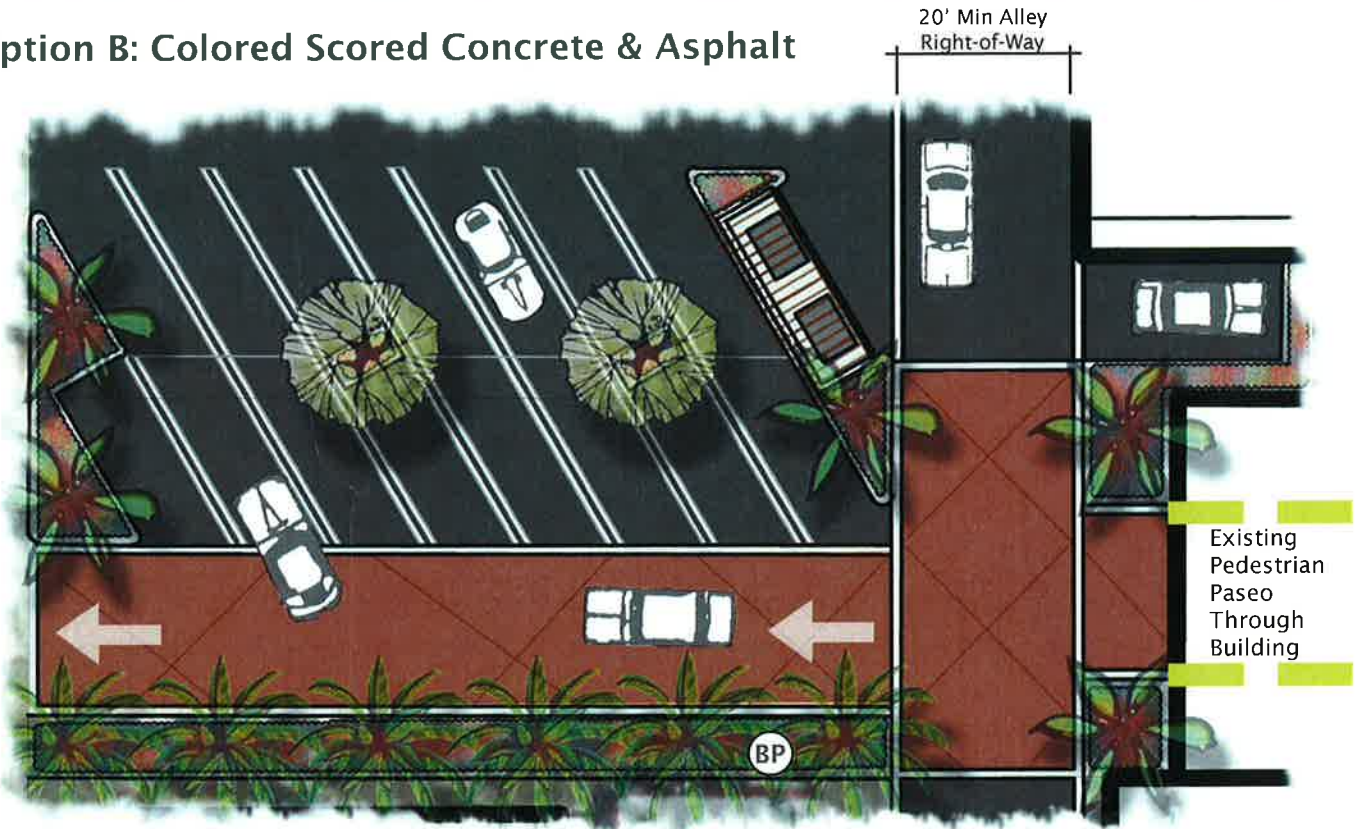 ption B: Colored Scored Concrete & Asphalt
20' Min Alley
Right-of-Way
Existing
Pedestrian
Paseo
Through
Building
BP